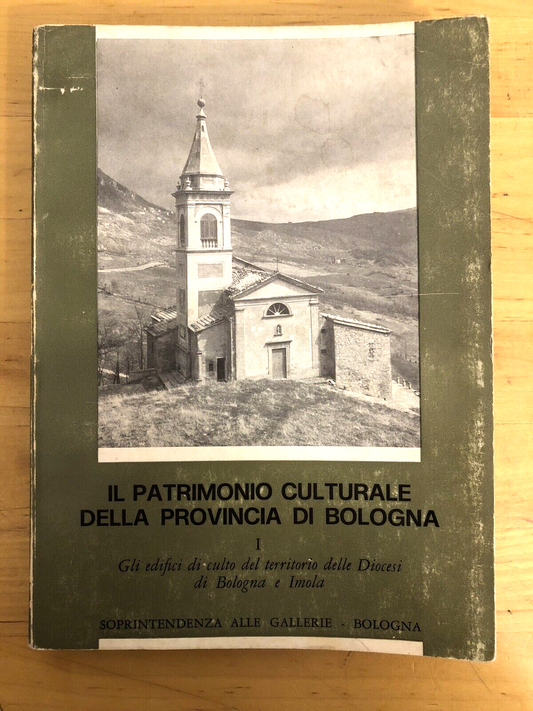 IL PATRIMONIO CULTURALE
DELLA PROVINCIA DI BOLOGNA
I
Gli edifici di culto del territorio delle Diocesi
di Bologna e Imola
SOPRINTENDENZA ALLE GALLERIE - BOLOGNA